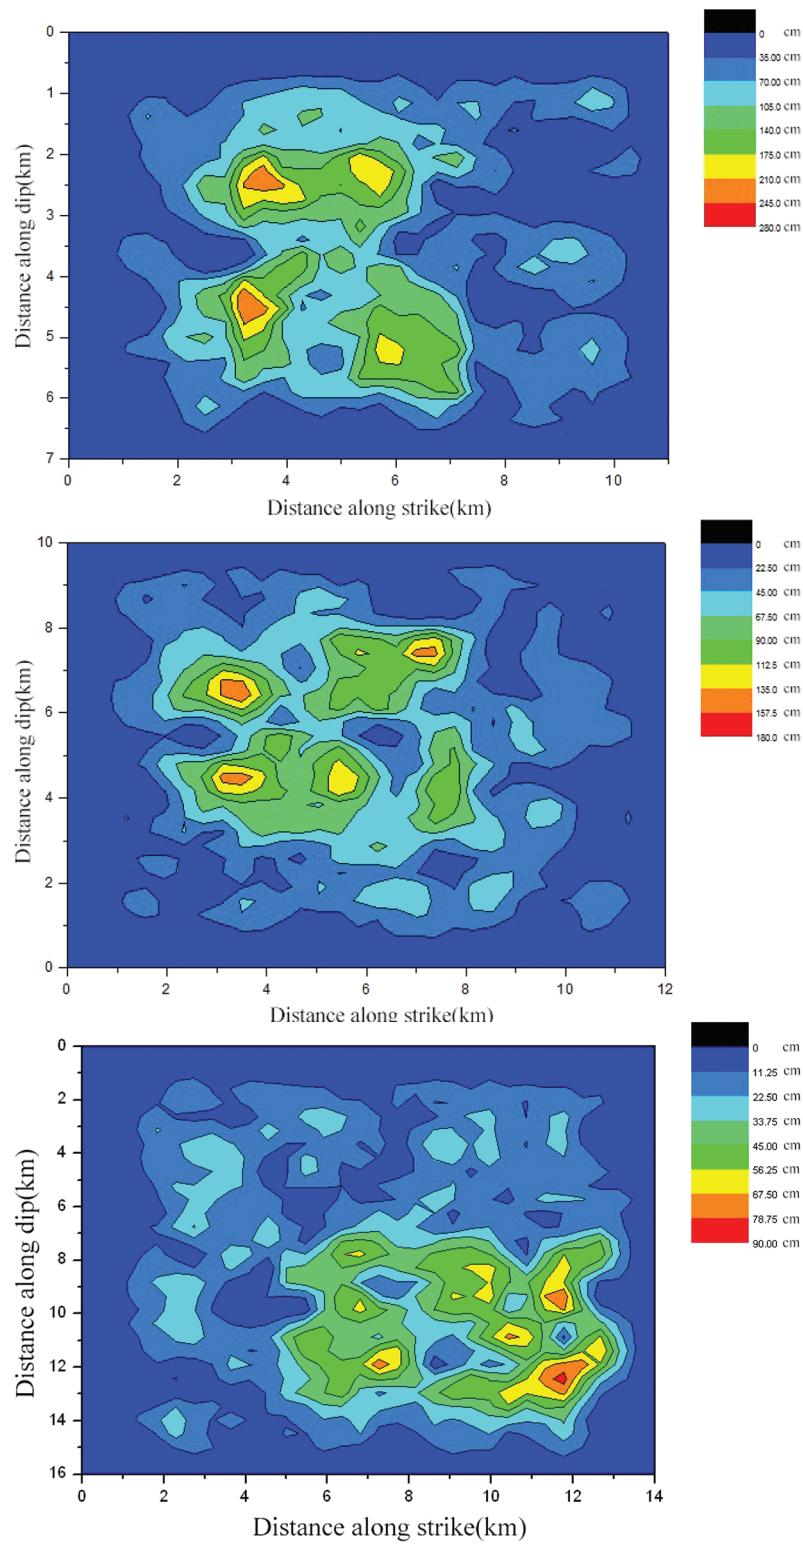 0
1
2
3
4
5
6
7
Distance along dip(km)
0 2 4 6 8 10
Distance along strike(km)
0 cm
35.00 cm
70.00 cm
105.0 cm
140.0 cm
175.0 cm
210.0 cm
245.0 cm
280.0 cm
10
8
6
4
2
0
Distance along dip(km)
0 2 4 6 8 10 12
Distance along strike(km)
0 cm
22.50 cm
45.00 cm
67.50 cm
90.00 cm
112.5 cm
135.0 cm
157.5 cm
180.0 cm
0
2
4
6
8
10
12
14
16
Distance along dip(km)
0 2 4 6 8 10 12 14
Distance along strike(km)
0 cm
11.25 cm
22.50 cm
33.75 cm
45.00 cm
56.25 cm
67.50 cm
78.75 cm
90.00 cm